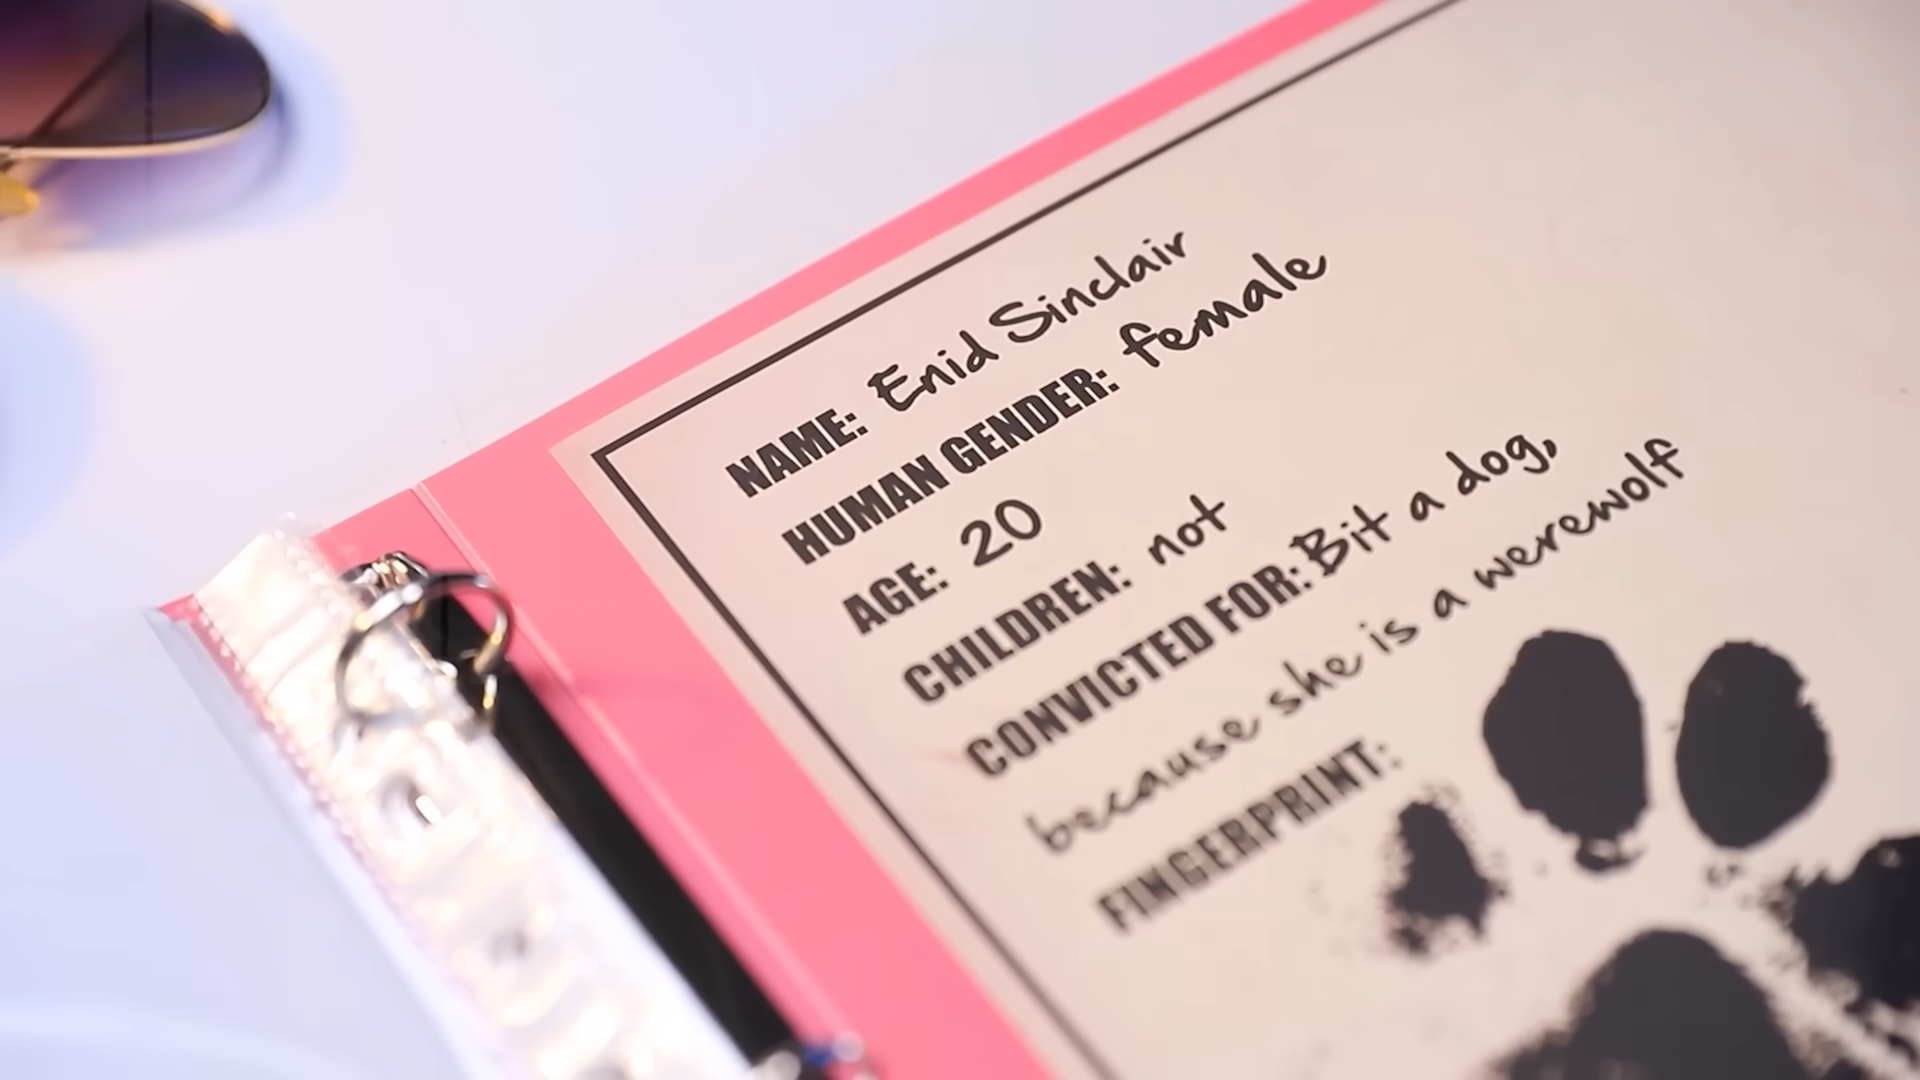 NAME: Enid Sinclair
HUMAN GENDER: female
AGE: 20
CHILDREN: not
CONVICTED FOR: Bit a dog,
because she is a werewolf
FINGERPRINT: